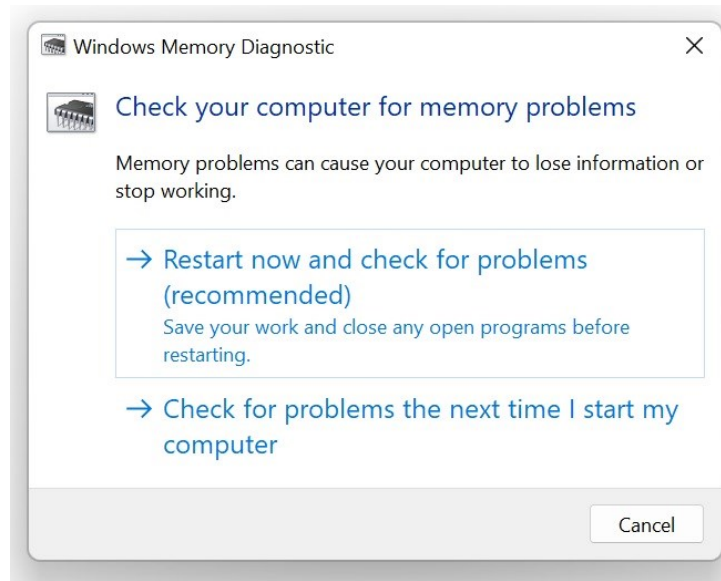 Windows Memory Diagnostic
Check your computer for memory problems
Memory problems can cause your computer to lose information or
stop working.
→ Restart now and check for problems
(recommended)
Save your work and close any open programs before
restarting.
→ Check for problems the next time I start my
computer
Cancel